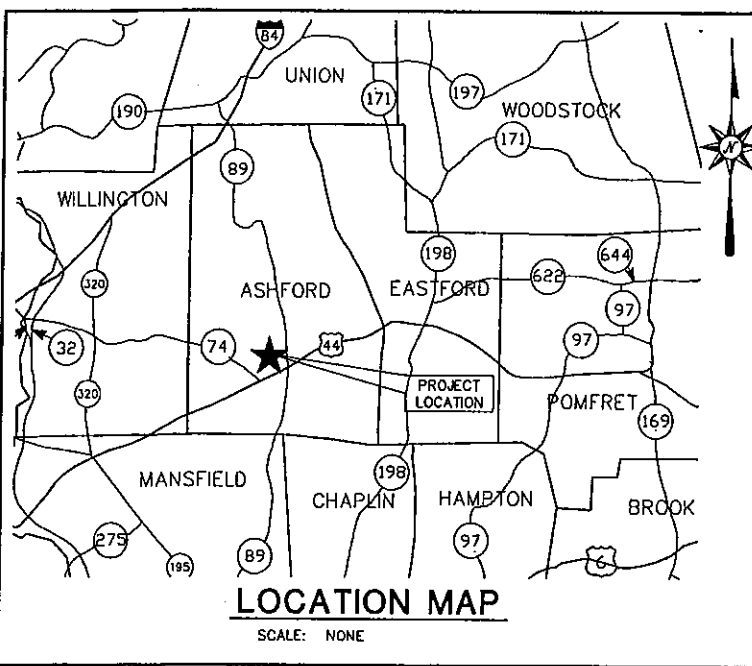 84
UNION
190
171
197
WOODSTOCK
171
89
WILLINGTON
N
198
644
320
ASHFORD
EASTFORD
622
97
32
74
44
97
320
PROJECT
LOCATION
POMFRET
169
MANSFIELD
198
CHAPLIN
HAMPTON
BROOK
275
195
89
97
6
LOCATION MAP
SCALE: NONE